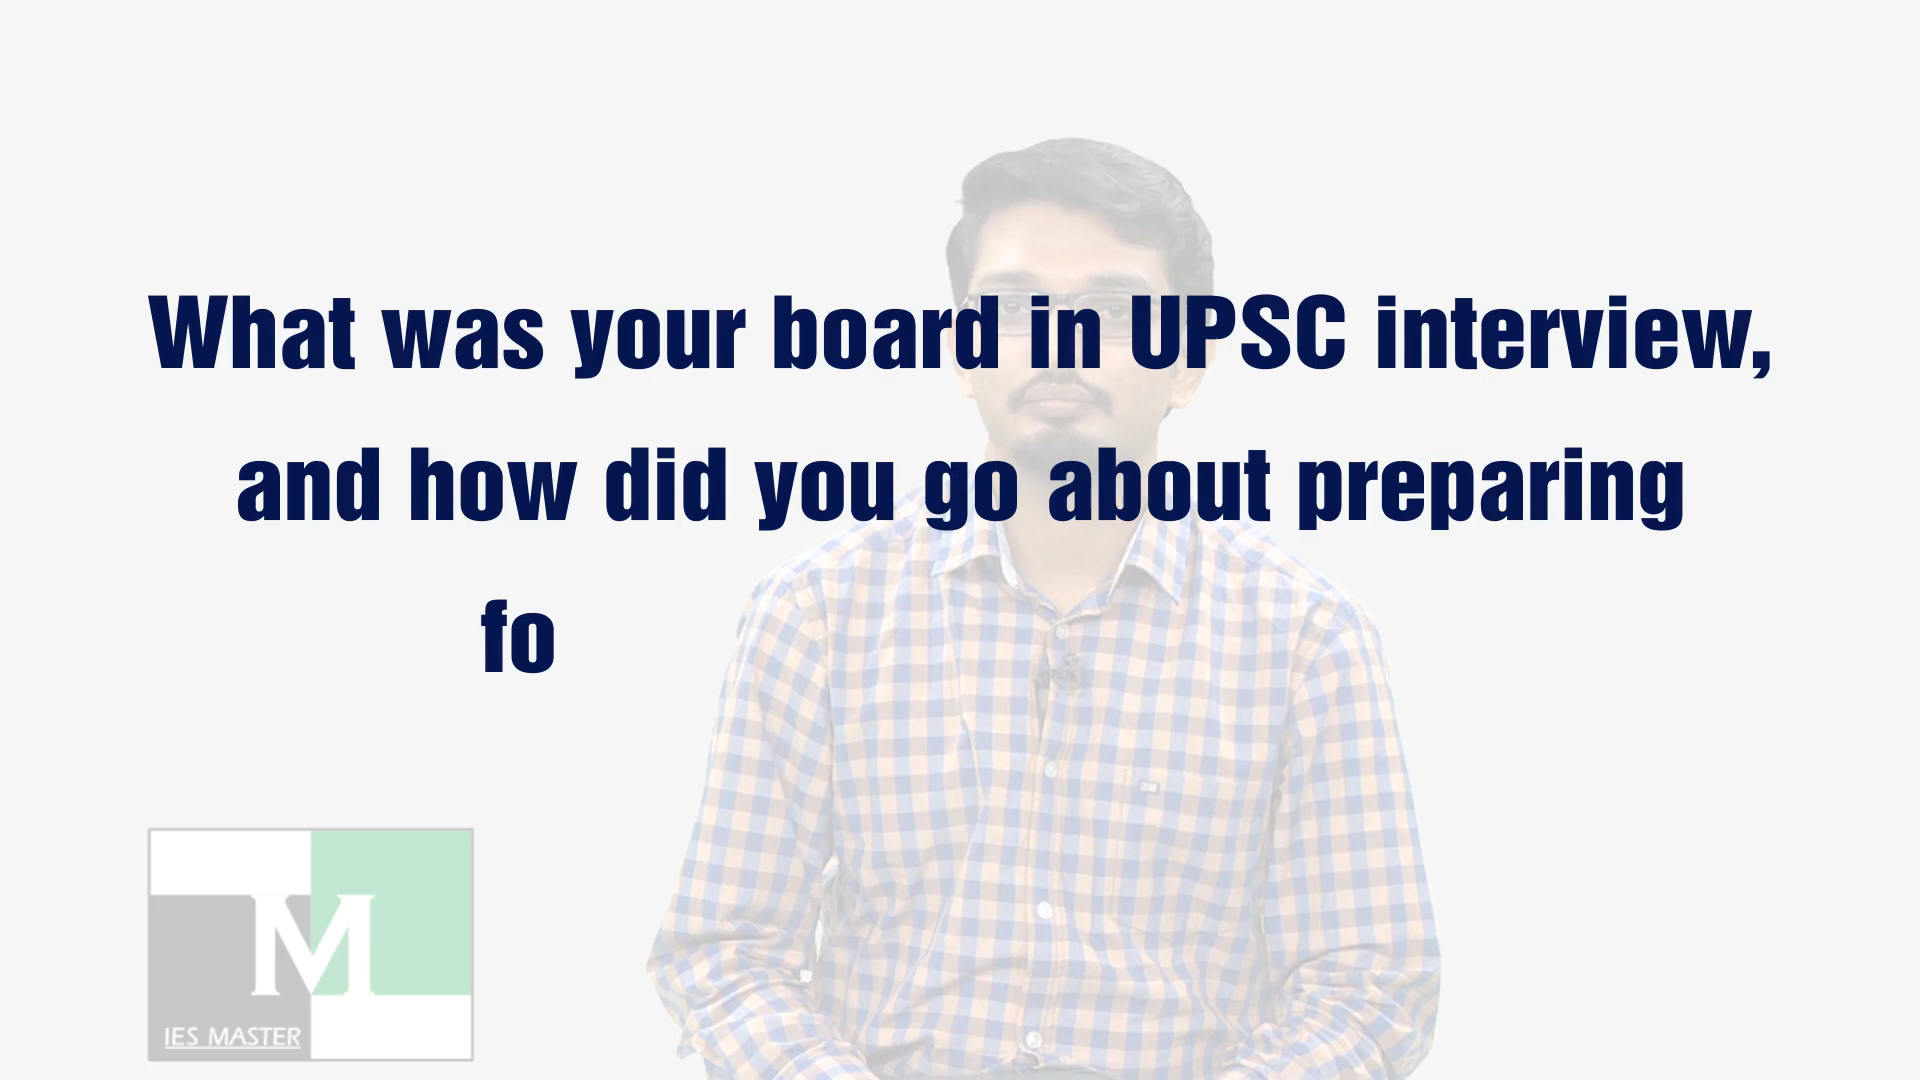 What was your board in UPSC interview,
and how did you go about preparing
fo
M
IES MASTER